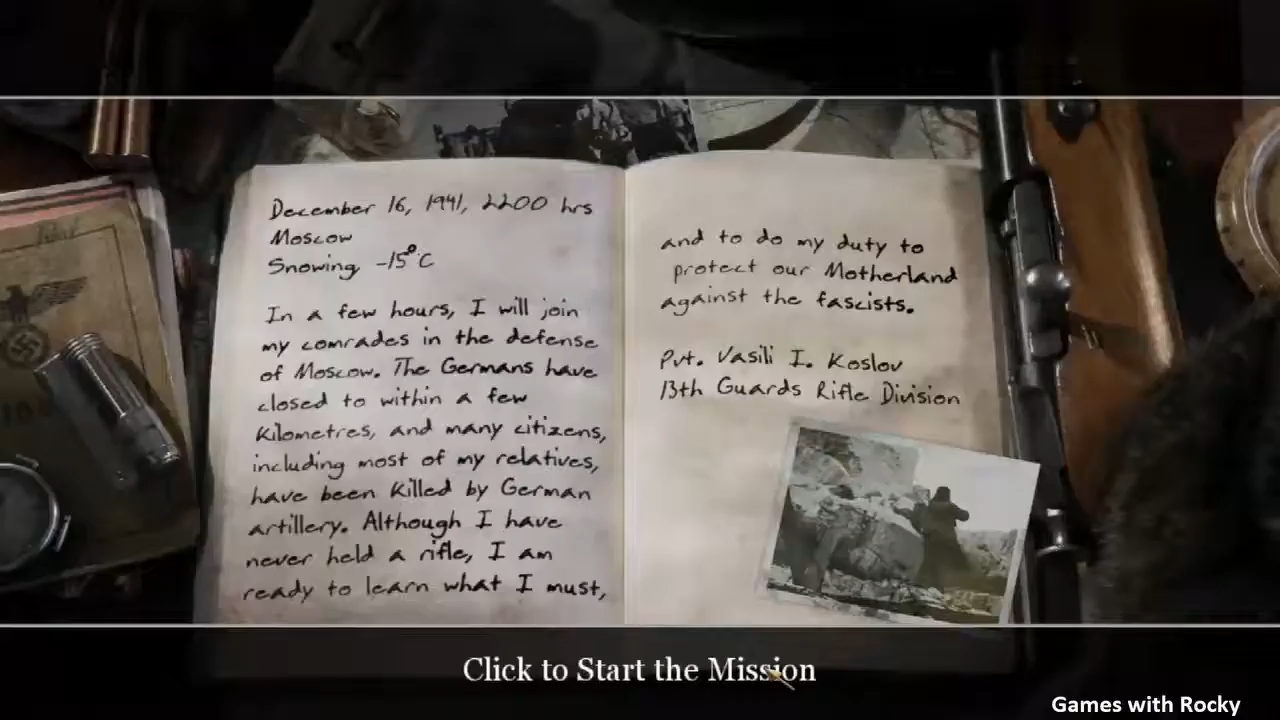 December 16, 1941, 2200 hrs
Moscow
Snowing -15°C
In a few hours, I will join
my comrades in the defense
of Moscow. The Germans have
closed to within a few
kilometres, and many citizens,
including most of my relatives,
have been killed by German
artillery. Although I have
never held a rifle, I am
ready to learn what I must,
and to do my duty to
protect our Motherland
against the fascists.
Pvt. Vasili I. Koslov
13th Guards Rifle Division
Click to Start the Mission
Games with Rocky